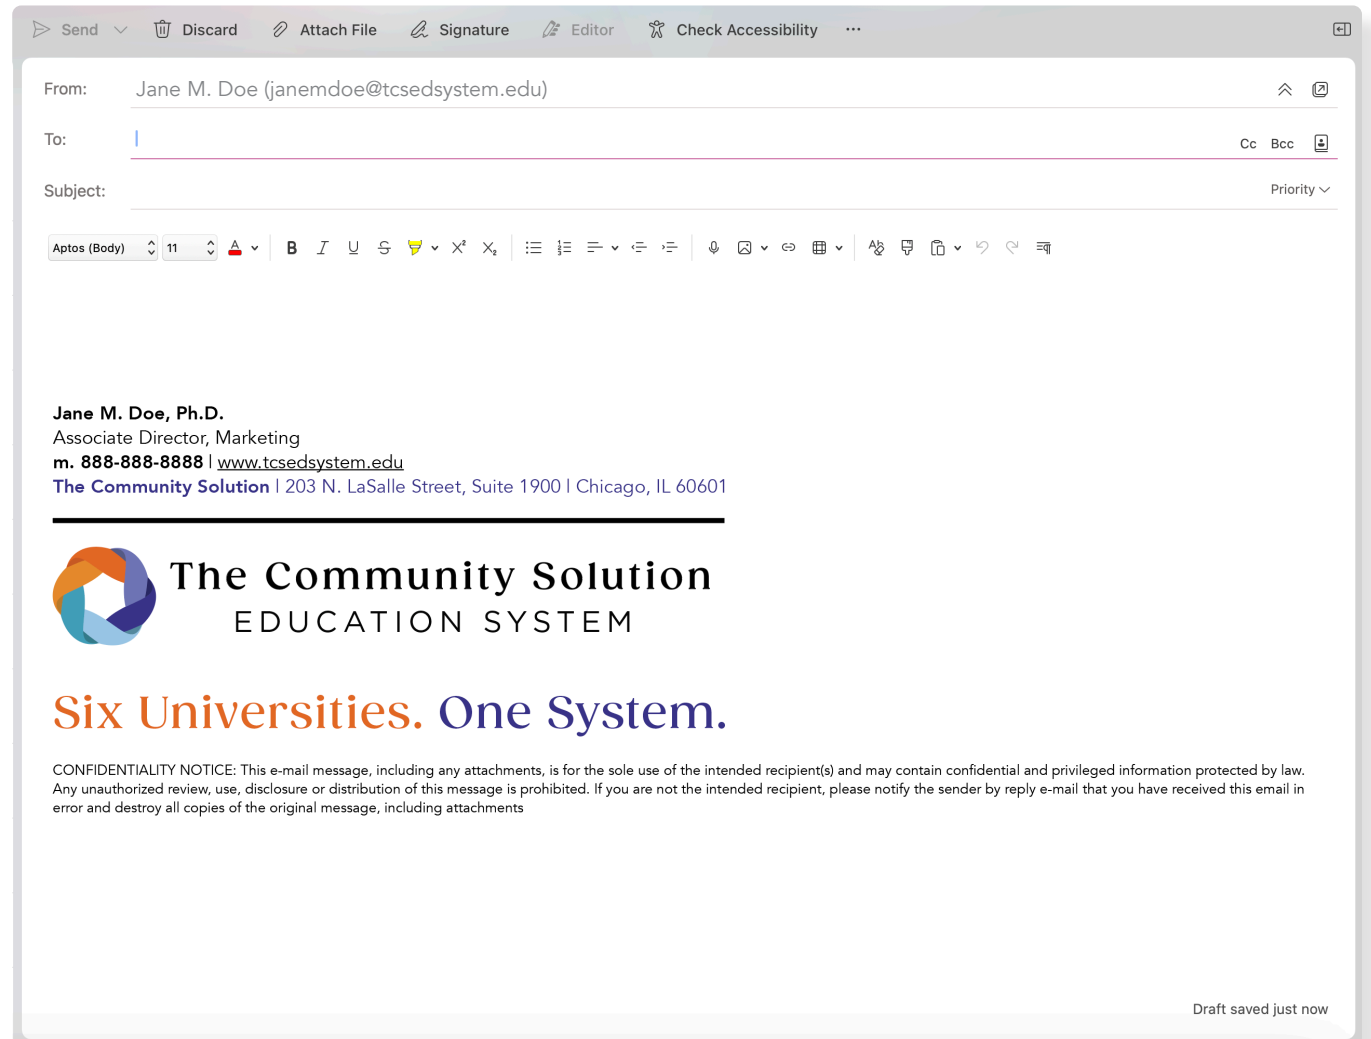 Send Discard Attach File Signature Editor Check Accessibility ...
From: Jane M. Doe (janemdoe@tcsedsystem.edu)
To: Cc Bcc
Subject: Priority
Aptos (Body) 11 A B I U S X² X₂
Jane M. Doe, Ph.D.
Associate Director, Marketing
m. 888-888-8888 | www.tcsedsystem.edu
The Community Solution | 203 N. LaSalle Street, Suite 1900 | Chicago, IL 60601
The Community Solution
EDUCATION SYSTEM
Six Universities. One System.
CONFIDENTIALITY NOTICE: This e-mail message, including any attachments, is for the sole use of the intended recipient(s) and may contain confidential and privileged information protected by law.
Any unauthorized review, use, disclosure or distribution of this message is prohibited. If you are not the intended recipient, please notify the sender by reply e-mail that you have received this email in
error and destroy all copies of the original message, including attachments
Draft saved just now